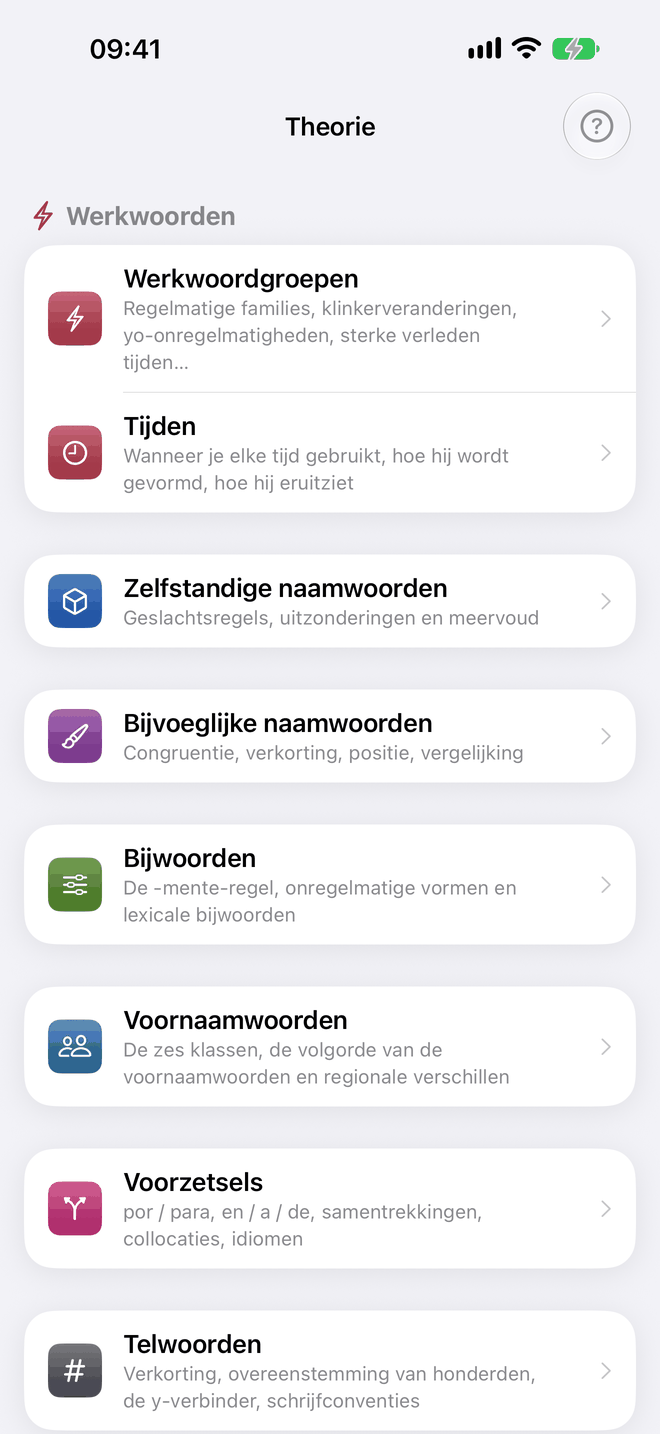 09:41
Theorie
Werkwoorden
Werkwoordgroepen
Regelmatige families, klinkerveranderingen,
yo-onregelmatigheden, sterke verleden
tijden...
Tijden
Wanneer je elke tijd gebruikt, hoe hij wordt
gevormd, hoe hij eruitziet
Zelfstandige naamwoorden
Geslachtsregels, uitzonderingen en meervoud
Bijvoeglijke naamwoorden
Congruentie, verkorting, positie, vergelijking
Bijwoorden
De -mente-regel, onregelmatige vormen en
lexicale bijwoorden
Voornaamwoorden
De zes klassen, de volgorde van de
voornaamwoorden en regionale verschillen
Voorzetsels
por / para, en / a / de, samentrekkingen,
collocaties, idiomen
Telwoorden
Verkorting, overeenstemming van honderden,
de y-verbinder, schrijfconventies